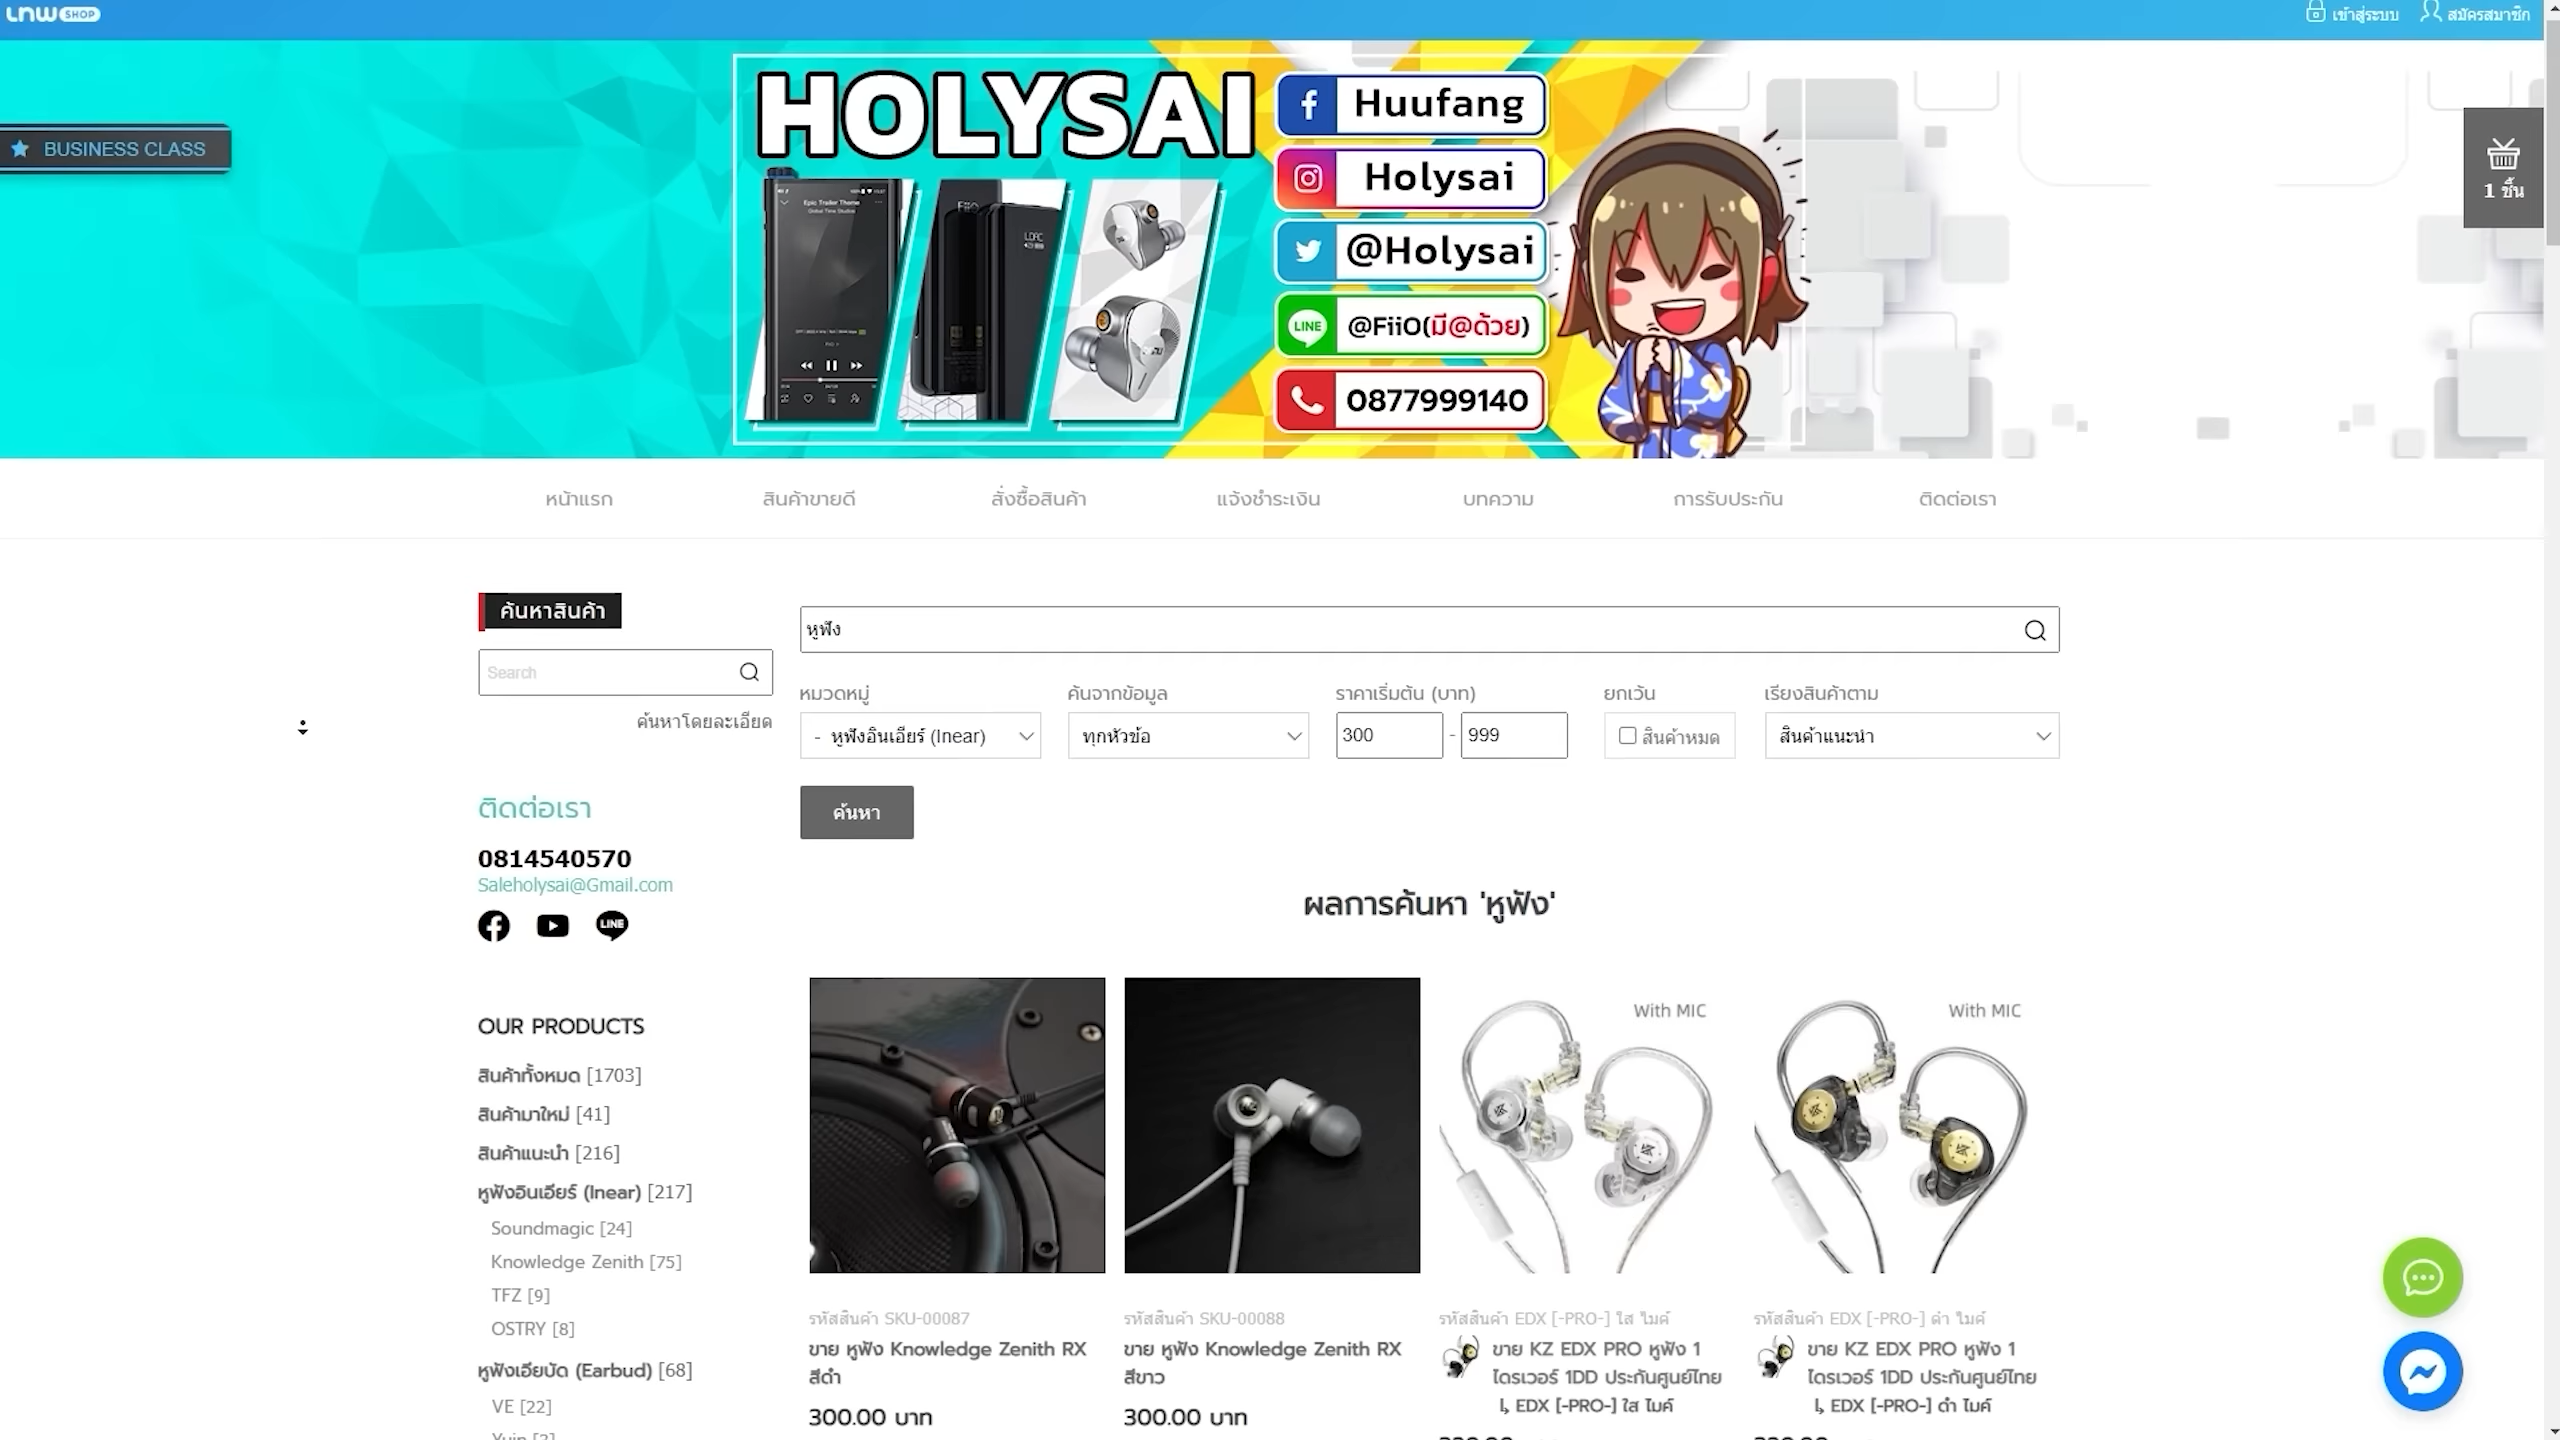 LnW SHOP
เข้าสู่ระบบ
สมัครสมาชิก
BUSINESS CLASS
HOLYSAI
Huufang
Holysai
@Holysai
LINE @FiiO(มี@ด้วย)
0877999140
Epic Trailer Theme
FiiO
1 ชิ้น
หน้าแรก
สินค้าขายดี
สั่งซื้อสินค้า
แจ้งชำระเงิน
บทความ
การรับประกัน
ติดต่อเรา
ค้นหาสินค้า
Search
ค้นหาโดยละเอียด
หูฟัง
หมวดหมู่
ค้นจากข้อมูล
ราคาเริ่มต้น (บาท)
ยกเว้น
เรียงสินค้าตาม
- หูฟังอินเอียร์ (Inear)
ทุกหัวข้อ
300 - 999
สินค้าหมด
สินค้าแนะนำ
ค้นหา
ติดต่อเรา
0814540570
Saleholysai@Gmail.com
LINE
ผลการค้นหา 'หูฟัง'
OUR PRODUCTS
สินค้าทั้งหมด [1703]
สินค้ามาใหม่ [41]
สินค้าแนะนำ [216]
หูฟังอินเอียร์ (Inear) [217]
Soundmagic [24]
Knowledge Zenith [75]
TFZ [9]
OSTRY [8]
หูฟังเอียบัด (Earbud) [68]
VE [22]
รหัสสินค้า SKU-00087
ขาย หูฟัง Knowledge Zenith RX
สีดำ
300.00 บาท
รหัสสินค้า SKU-00088
ขาย หูฟัง Knowledge Zenith RX
สีขาว
300.00 บาท
With MIC
รหัสสินค้า EDX [-PRO-] ใส ไมค์
ขาย KZ EDX PRO หูฟัง 1
ไดรเวอร์ 1DD ประกันศูนย์ไทย
↳ EDX [-PRO-] ใส ไมค์
With MIC
รหัสสินค้า EDX [-PRO-] ดำ ไมค์
ขาย KZ EDX PRO หูฟัง 1
ไดรเวอร์ 1DD ประกันศูนย์ไทย
↳ EDX [-PRO-] ดำ ไมค์